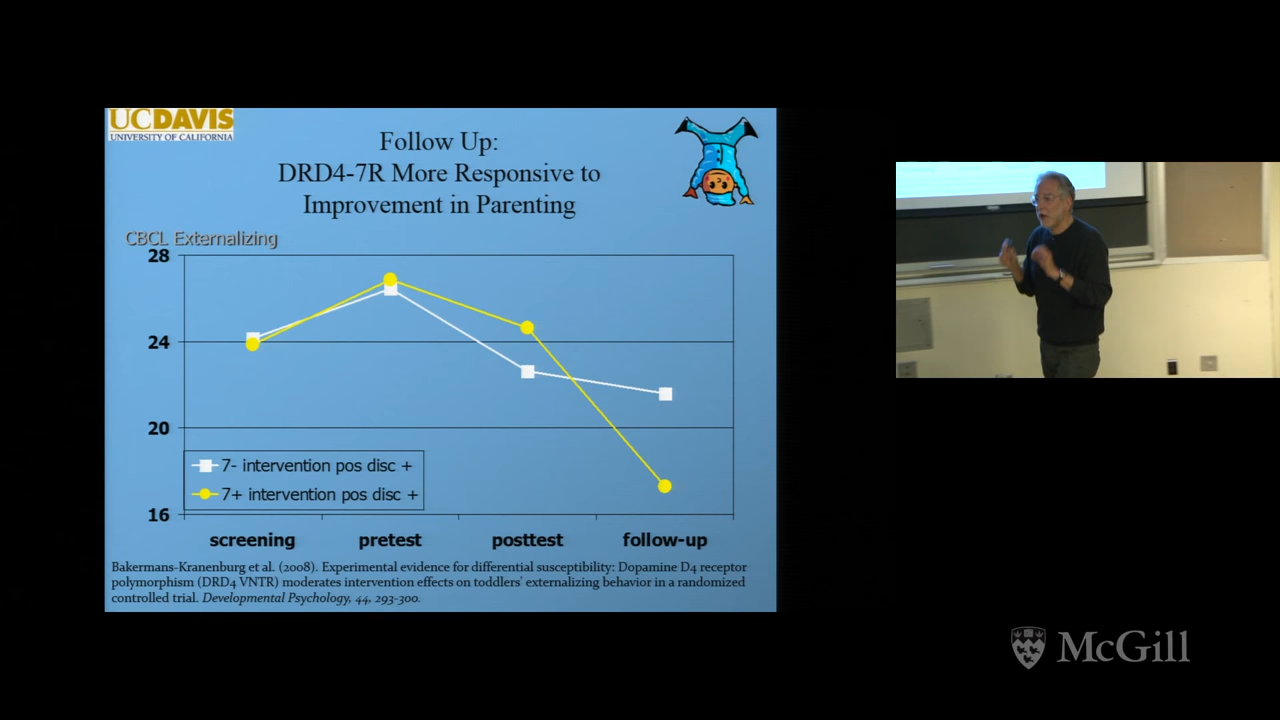 UCDAVIS
UNIVERSITY OF CALIFORNIA
Follow Up:
DRD4-7R More Responsive to
Improvement in Parenting
CBCL Externalizing
28
24
20
16
7- intervention pos disc +
7+ intervention pos disc +
screening pretest posttest follow-up
Bakermans-Kranenburg et al. (2008). Experimental evidence for differential susceptibility: Dopamine D4 receptor
polymorphism (DRD4 VNTR) moderates intervention effects on toddlers' externalizing behavior in a randomized
controlled trial. Developmental Psychology, 44, 293-300.
McGill